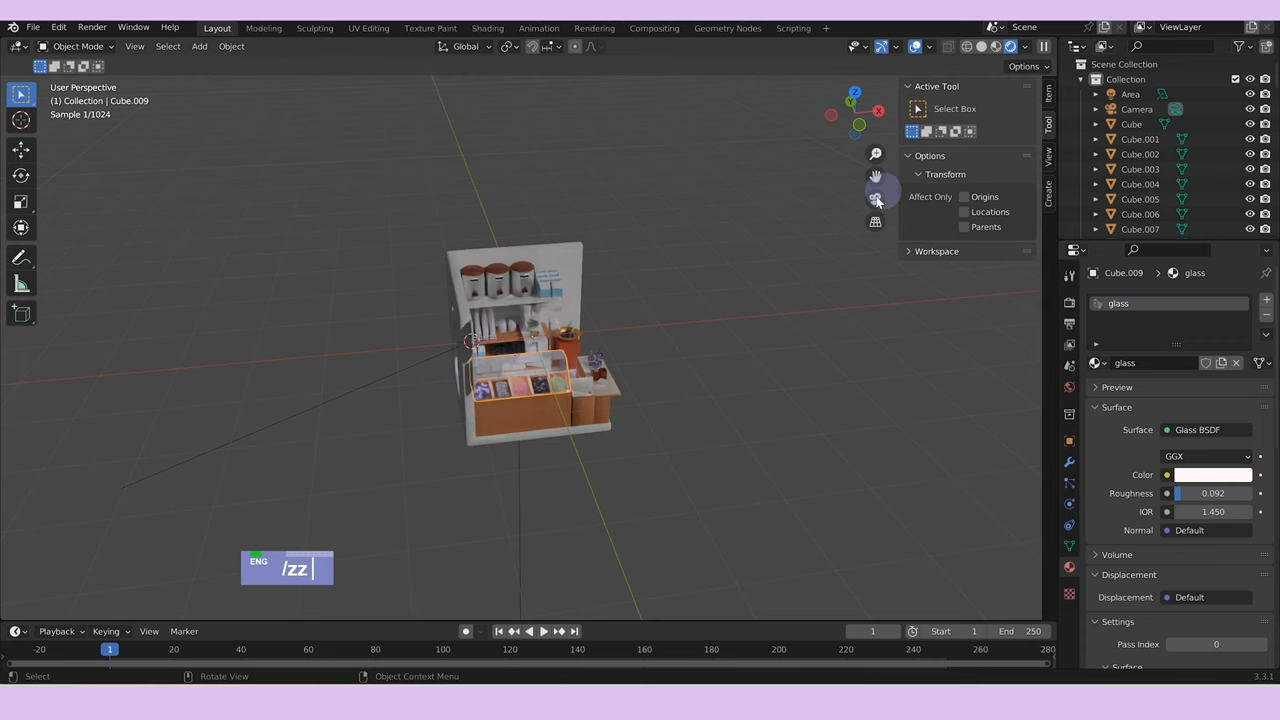 File Edit Render Window Help Layout Modeling Sculpting UV Editing Texture Paint Shading Animation Rendering Compositing Geometry Nodes Scripting + Scene ViewLayer
Object Mode View Select Add Object Global
Options
User Perspective
(1) Collection | Cube.009
Sample 1/1024
Active Tool
Select Box
Options
Transform
Affect Only Origins
Locations
Parents
Workspace
Item
Tool
View
Create
Scene Collection
Collection
Area
Camera
Cube
Cube.001
Cube.002
Cube.003
Cube.004
Cube.005
Cube.006
Cube.007
Cube.009 glass
glass
glass
Preview
Surface
Surface Glass BSDF
GGX
Color
Roughness 0.092
IOR 1.450
Normal Default
Volume
Displacement
Displacement Default
Settings
Pass Index 0
Surface
ENG /zz
Playback Keying View Marker 1 Start 1 End 250
-20 1 20 40 60 80 100 120 140 160 180 200 220 240 260 280
Select Rotate View Object Context Menu 3.3.1